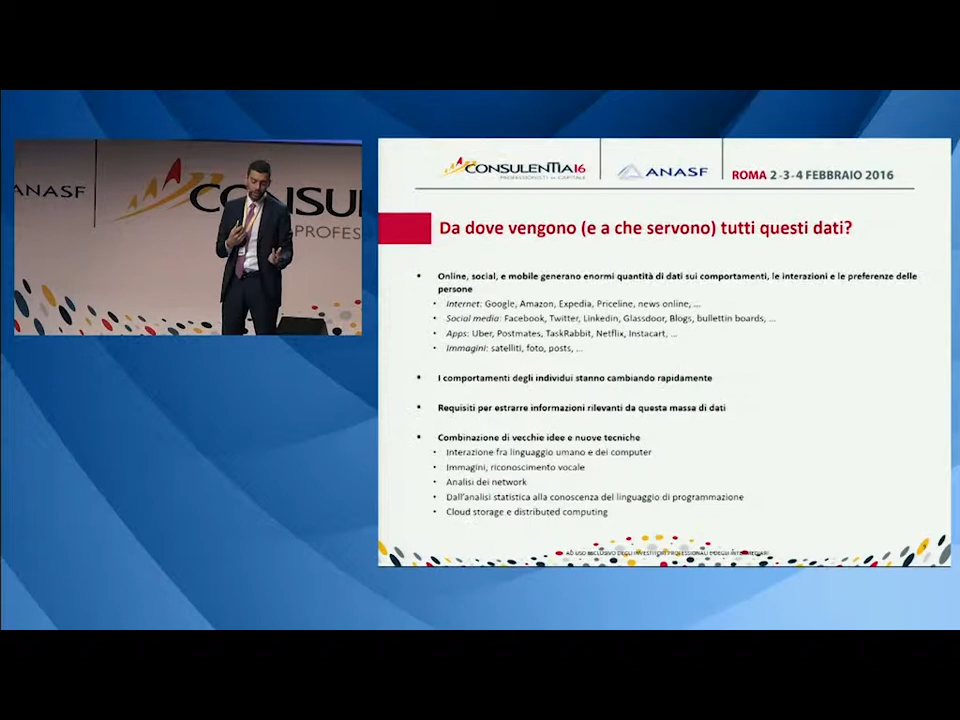 ANASF
CONSU
PROFES
CONSULENTIA16
PROFESSIONISTI IN CAPITALE
ANASF
ROMA 2-3-4 FEBBRAIO 2016
Da dove vengono (e a che servono) tutti questi dati?
• Online, social, e mobile generano enormi quantità di dati sui comportamenti, le interazioni e le preferenze delle
persone
• Internet: Google, Amazon, Expedia, Priceline, news online, ...
• Social media: Facebook, Twitter, Linkedin, Glassdoor, Blogs, bullettin boards, ...
• Apps: Uber, Postmates, TaskRabbit, Netflix, Instacart, ...
• Immagini: satelliti, foto, posts, ...
• I comportamenti degli individui stanno cambiando rapidamente
• Requisiti per estrarre informazioni rilevanti da questa massa di dati
• Combinazione di vecchie idee e nuove tecniche
• Interazione fra linguaggio umano e dei computer
• Immagini, riconoscimento vocale
• Analisi dei network
• Dall'analisi statistica alla conoscenza del linguaggio di programmazione
• Cloud storage e distributed computing
AD USO ESCLUSIVO DEGLI INVESTITORI PROFESSIONALI E DEGLI INTERMEDIARI